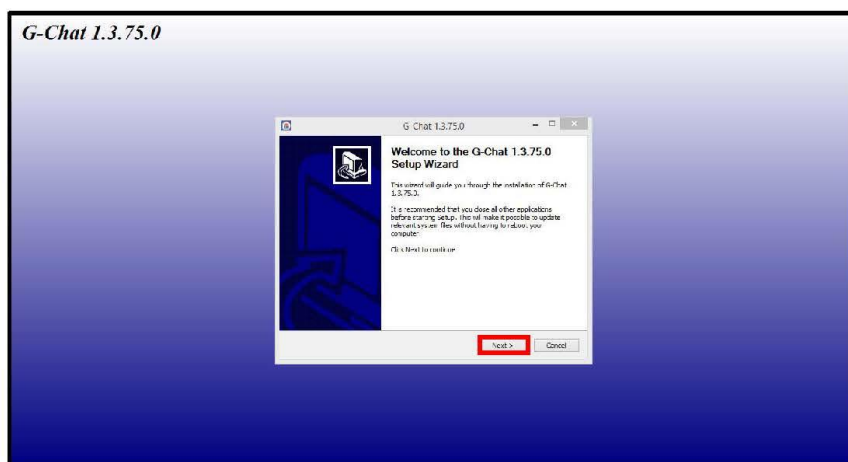 G-Chat 1.3.75.0
G-Chat 1.3.75.0
Welcome to the G-Chat 1.3.75.0
Setup Wizard
This wizard will guide you through the installation of G-Chat
1.3.75.0.
It is recommended that you close all other applications
before starting Setup. This will make it possible to update
relevant system files without having to reboot your
computer.
Click Next to continue.
Next >
Cancel